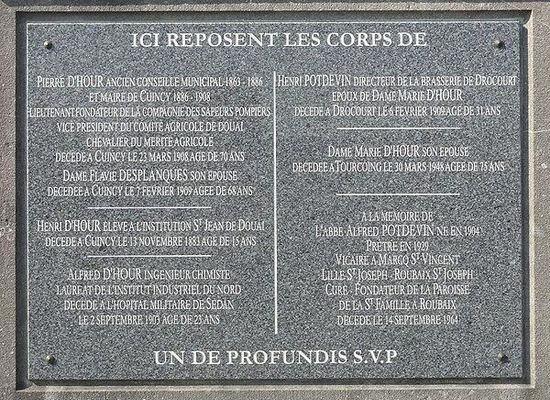 ICI REPOSENT LES CORPS DE
PIERRE D'HOUR ANCIEN CONSEILLE MUNICIPAL 1863 - 1886
ET MAIRE DE CUINCY 1886 - 1908
LIEUTENANT FONDATEUR DE LA COMPAGNIE DES SAPEURS POMPIERS
VICE PRESIDENT DU COMITE AGRICOLE DE DOUAI
CHEVALIER DU MERITE AGRICOLE
DECEDE A CUINCY LE 23 MARS 1908 AGE DE 70 ANS
DAME FLAVIE DESPLANQUES SON EPOUSE
DECEDEE A CUINCY LE 7 FEVRIER 1909 AGEE DE 68 ANS
HENRI D'HOUR ELEVE A L'INSTITUTION ST JEAN DE DOUAI
DECEDE A CUINCY LE 13 NOVEMBRE 1883 AGE DE 15 ANS
ALFRED D'HOUR INGENIEUR CHIMISTE
LAUREAT DE L'INSTITUT INDUSTRIEL DU NORD
DECEDE A L'HOPITAL MILITAIRE DE SEDAN
LE 2 SEPTEMBRE 1903 AGE DE 23 ANS
HENRI POTDEVIN DIRECTEUR DE LA BRASSERIE DE DROCOURT
EPOUX DE DAME MARIE D'HOUR
DECEDE A DROCOURT LE 6 FEVRIER 1909 AGE DE 31 ANS
DAME MARIE D'HOUR SON EPOUSE
DECEDEE A TOURCOING LE 30 MARS 1948 AGEE DE 75 ANS
A LA MEMOIRE DE
L'ABBE ALFRED POTDEVIN NE EN 1904
PRETRE EN 1929
VICAIRE A MARCQ ST VINCENT
LILLE ST JOSEPH - ROUBAIX ST JOSEPH
CURE - FONDATEUR DE LA PAROISSE
DE LA STE FAMILLE A ROUBAIX
DECEDE LE 14 SEPTEMBRE 1964
UN DE PROFUNDIS S.V.P